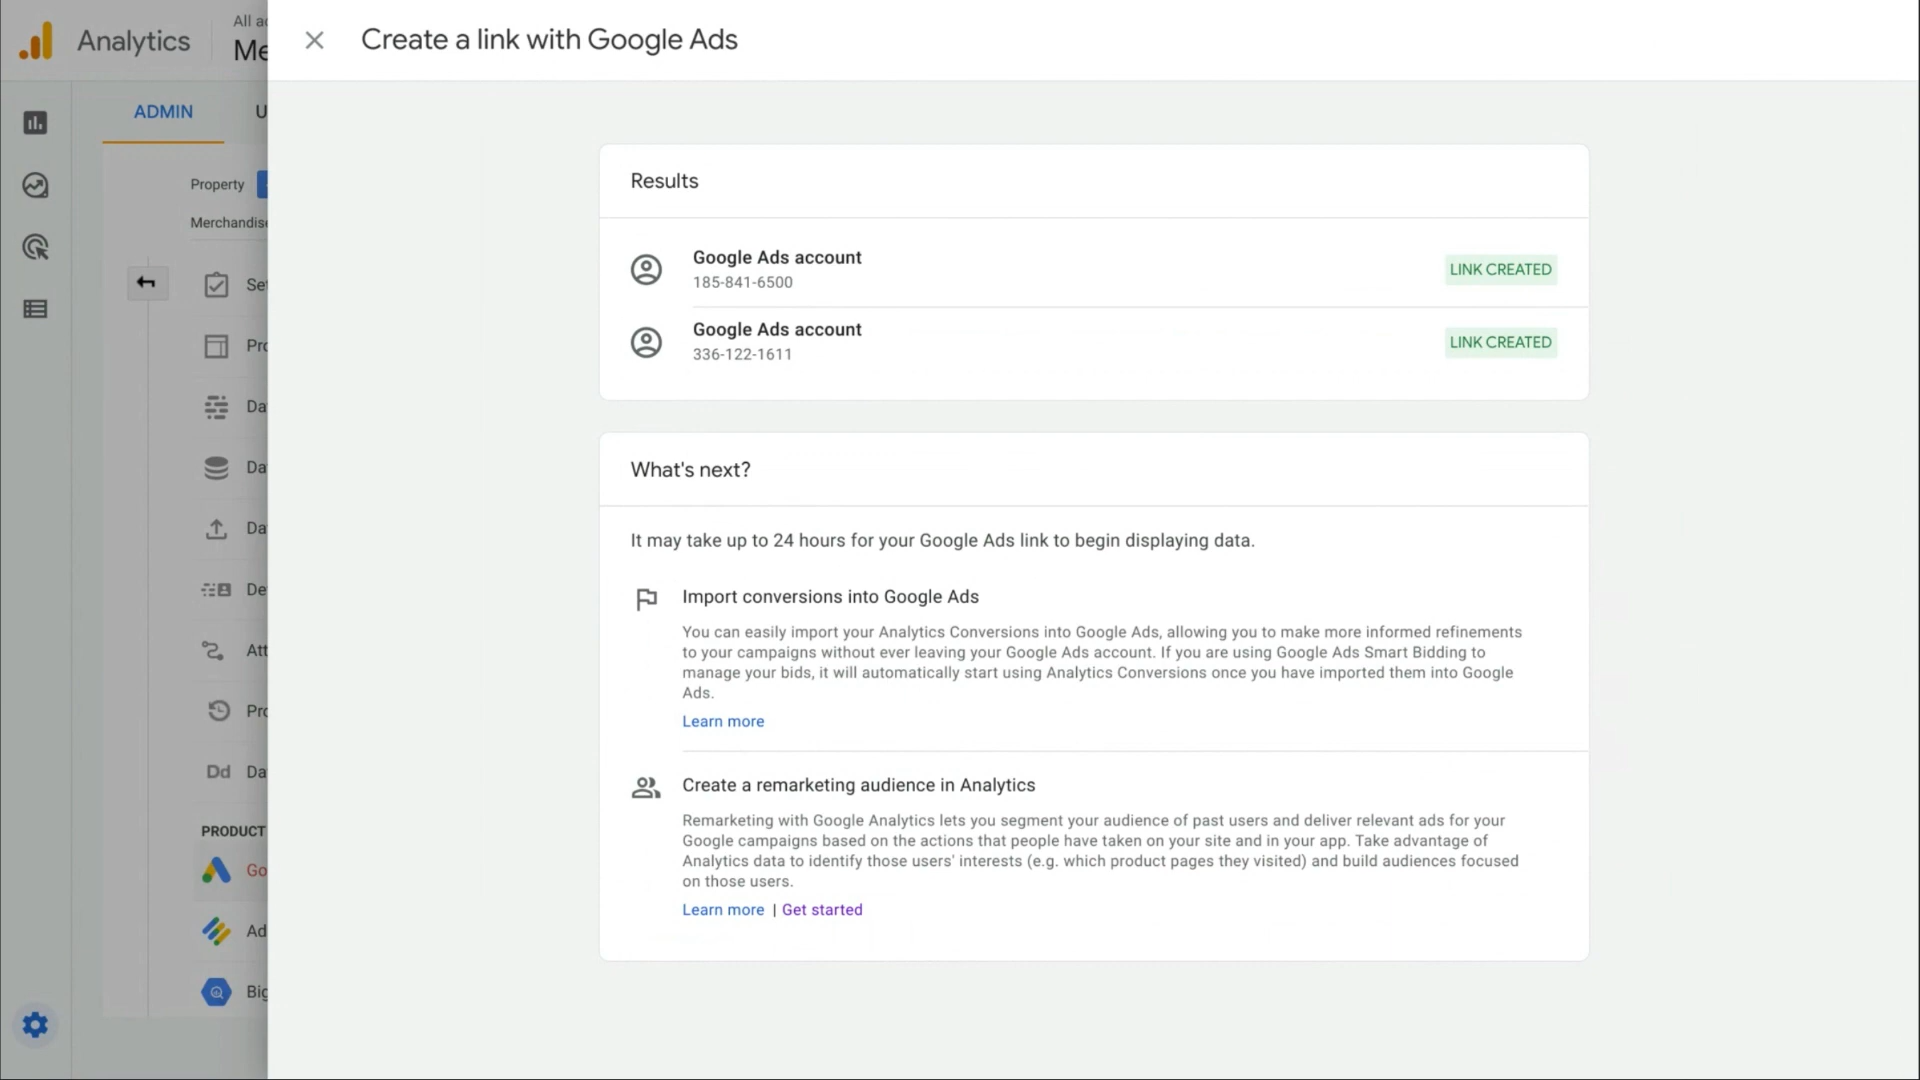 Analytics
All ac
Me
Create a link with Google Ads
ADMIN
U
Property
Merchandise
Set
Pro
Da
Da
Da
De
Att
Pro
Dd Da
PRODUCT
Go
Ad
Big
Results
Google Ads account
185-841-6500
LINK CREATED
Google Ads account
336-122-1611
LINK CREATED
What's next?
It may take up to 24 hours for your Google Ads link to begin displaying data.
Import conversions into Google Ads
You can easily import your Analytics Conversions into Google Ads, allowing you to make more informed refinements
to your campaigns without ever leaving your Google Ads account. If you are using Google Ads Smart Bidding to
manage your bids, it will automatically start using Analytics Conversions once you have imported them into Google
Ads.
Learn more
Create a remarketing audience in Analytics
Remarketing with Google Analytics lets you segment your audience of past users and deliver relevant ads for your
Google campaigns based on the actions that people have taken on your site and in your app. Take advantage of
Analytics data to identify those users' interests (e.g. which product pages they visited) and build audiences focused
on those users.
Learn more | Get started